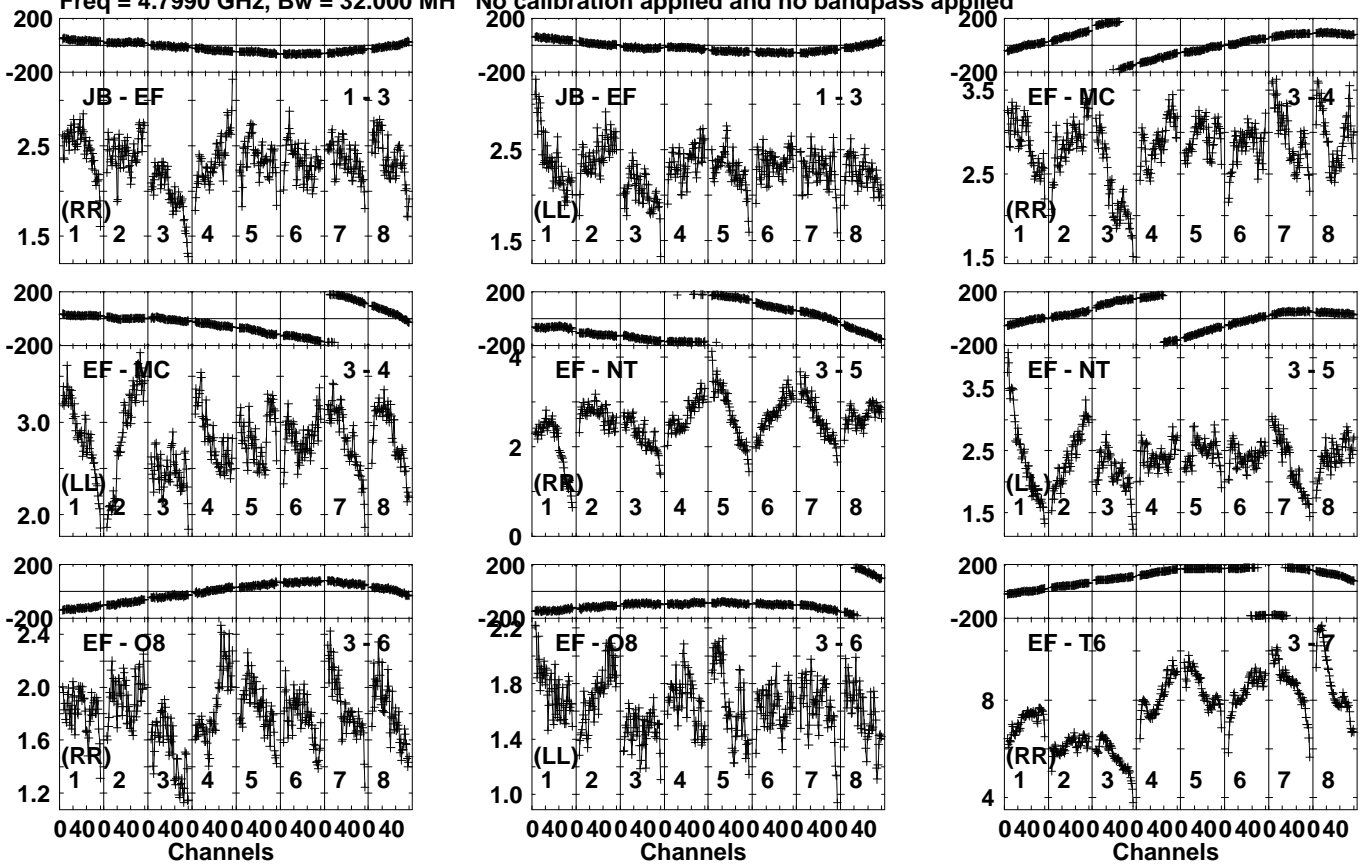 Freq = 4.7990 GHz, Bw = 32.000 MH No calibration applied and no bandpass applied
200 200 200
-200 -200 -200
JB - EF 1 - 3 JB - EF 1 - 3 EF - MC 3 - 4
2.5 2.5 3.5
2.5
(RR) (LL) (RR)
1 2 3 4 5 6 7 8 1 2 3 4 5 6 7 8 1 2 3 4 5 6 7 8
1.5 1.5 1.5
200 200 200
-200 -200 -200
EF - MC 3 - 4 EF - NT 3 - 5 EF - NT 3 - 5
4 3.5
3.0 2 2.5
(LL) (RR) (LL)
1 2 3 4 5 6 7 8 1 2 3 4 5 6 7 8 1 2 3 4 5 6 7 8
2.0 0 1.5
200 200 200
-200 -200 -200
2.4 2.2
EF - O8 3 - 6 EF - O8 3 - 6 EF - T6 3 - 7
2.0 1.8 8
1.6 1.4
(RR) (LL) (RR)
1 2 3 4 5 6 7 8 1 2 3 4 5 6 7 8 1 2 3 4 5 6 7 8
1.2 1.0 4
0 40 0 40 0 40 0 40 0 40 0 40 0 40 0 40 0 40 0 40 0 40 0 40 0 40 0 40 0 40 0 40 0 40 0 40 0 40 0 40 0 40 0 40 0 40 0 40
Channels Channels Channels